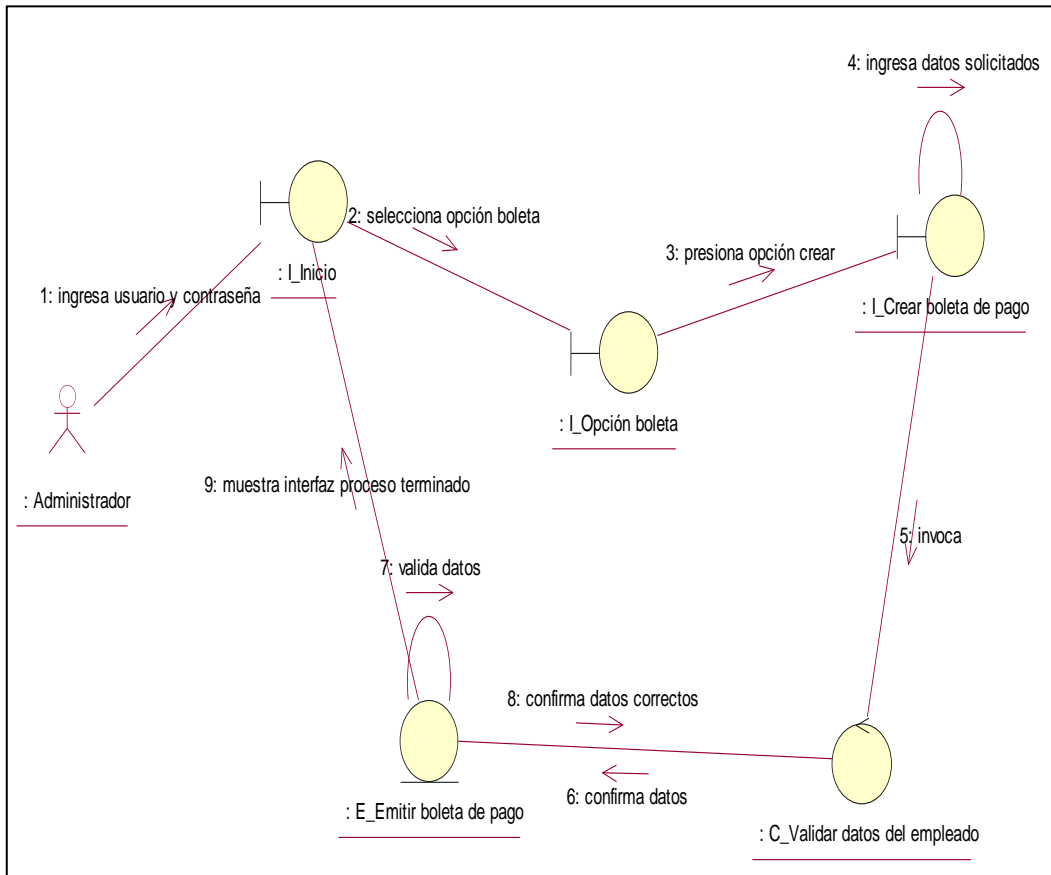 4: ingresa datos solicitados
2: selecciona opción boleta
3: presiona opción crear
: I_Inicio
1: ingresa usuario y contraseña
: I_Crear boleta de pago
: I_Opción boleta
9: muestra interfaz proceso terminado
: Administrador
5: invoca
7: valida datos
8: confirma datos correctos
6: confirma datos
: E_Emitir boleta de pago
: C_Validar datos del empleado